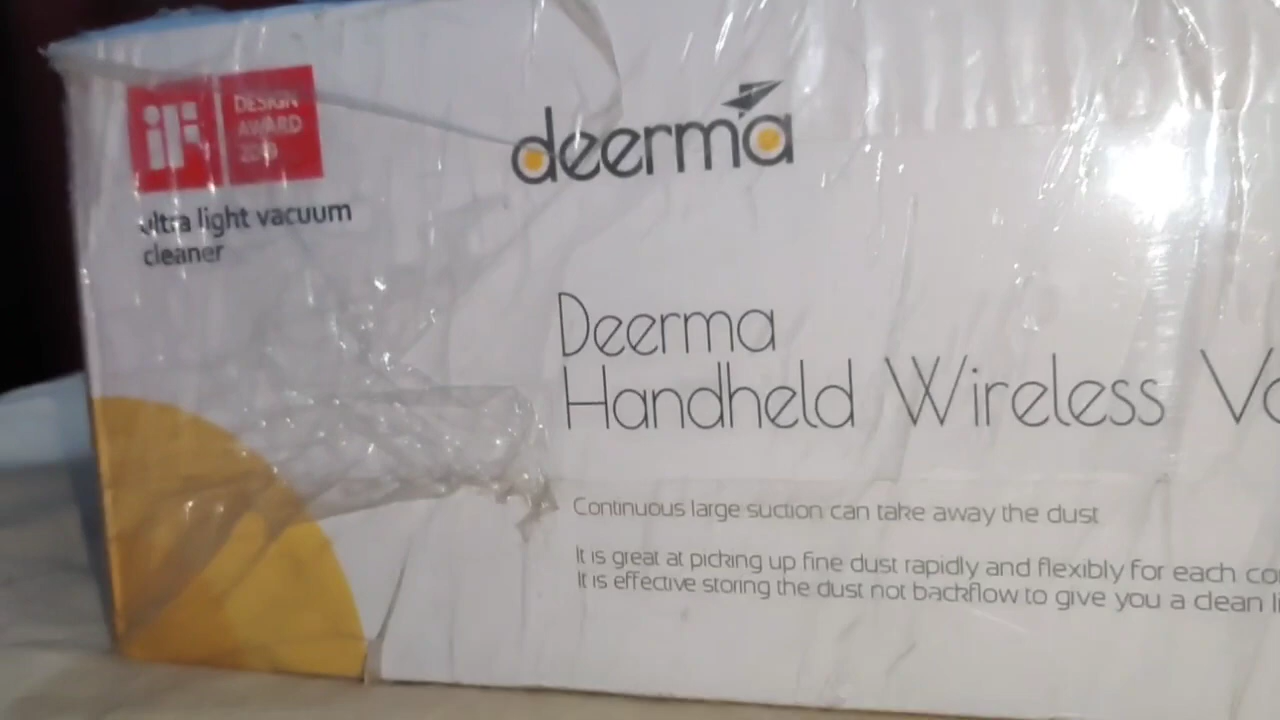 iF
DESIGN
AWARD
ultra light vacuum
cleaner
deerma
Deerma
Handheld Wireless
Continuous large suction can take away the dust
It is great at picking up fine dust rapidly and flexibly for each
It is effective storing the dust not backflow to give you a clean